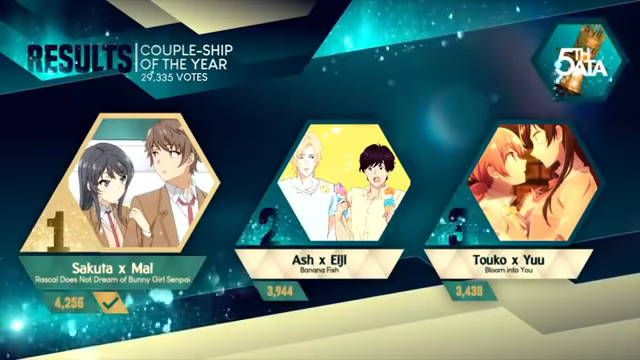 RESULTS
COUPLE-SHIP
OF THE YEAR
29,335 VOTES
5TH
ATA
1
Sakuta x Mai
Rascal Does Not Dream of Bunny Girl Senpai
4,256
2
Ash x Eiji
Banana Fish
3,944
3
Touko x Yuu
Bloom into You
3,438